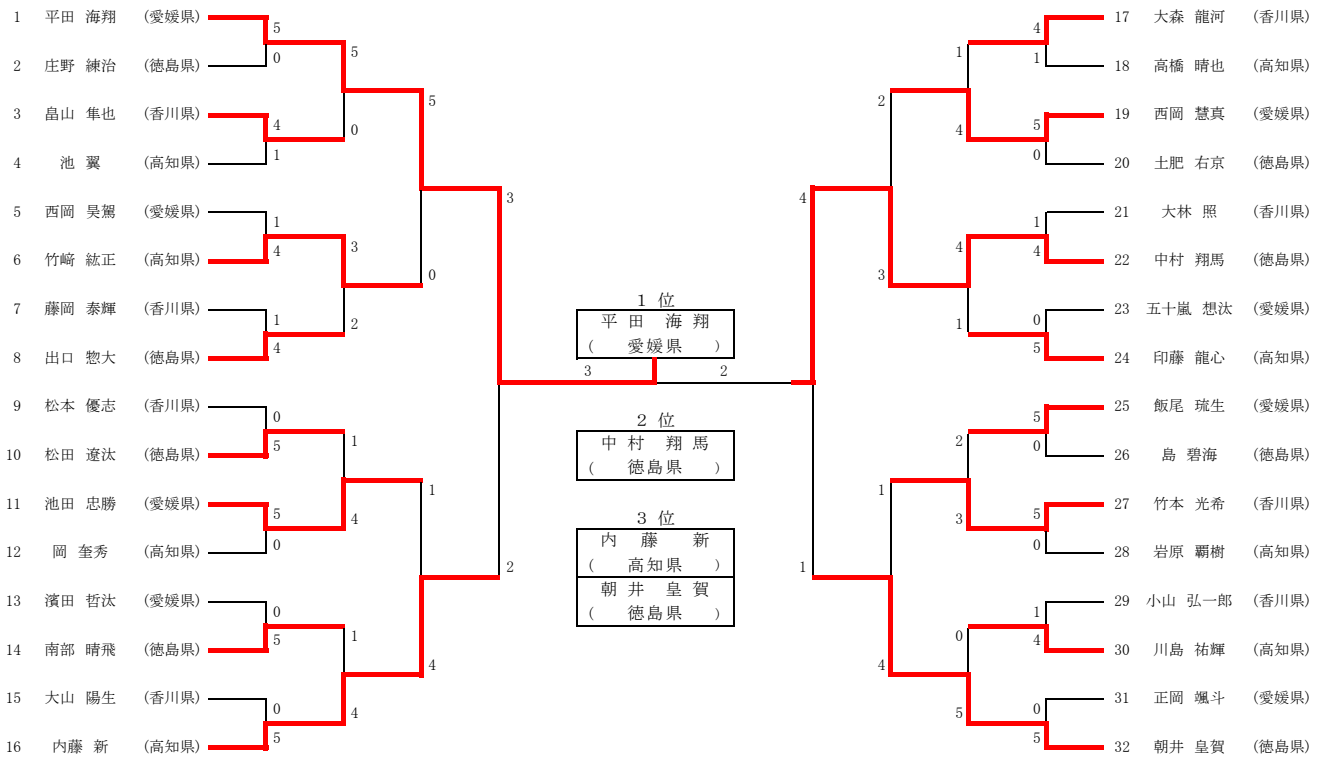 1 平田 海翔 (愛媛県)
2 庄野 練治 (徳島県)
3 畠山 隼也 (香川県)
4 池 翼 (高知県)
5 西岡 昊駕 (愛媛県)
6 竹﨑 紘正 (高知県)
7 藤岡 泰輝 (香川県)
8 出口 惣大 (徳島県)
9 松本 優志 (香川県)
10 松田 遼汰 (徳島県)
11 池田 忠勝 (愛媛県)
12 岡 奎秀 (高知県)
13 濱田 哲汰 (愛媛県)
14 南部 晴飛 (徳島県)
15 大山 陽生 (香川県)
16 内藤 新 (高知県)
5
0
4
1
1
4
1
4
0
5
5
0
0
5
0
5
5
0
3
2
1
4
1
4
5
0
1
4
3
2
1 位
平 田 海 翔
( 愛媛県 )
3 2
2 位
中 村 翔 馬
( 徳島県 )
3 位
内 藤 新
( 高知県 )
朝 井 皇 賀
( 徳島県 )
4
1
2
3
1
4
1
4
4
1
2
3
0
5
4
1
5
0
1
4
0
5
5
0
5
0
1
4
0
5
17 大森 龍河 (香川県)
18 高橋 晴也 (高知県)
19 西岡 慧真 (愛媛県)
20 土肥 右京 (徳島県)
21 大林 照 (香川県)
22 中村 翔馬 (徳島県)
23 五十嵐 想汰 (愛媛県)
24 印藤 龍心 (高知県)
25 飯尾 琉生 (愛媛県)
26 島 碧海 (徳島県)
27 竹本 光希 (香川県)
28 岩原 覇樹 (高知県)
29 小山 弘一郎 (香川県)
30 川島 祐輝 (高知県)
31 正岡 颯斗 (愛媛県)
32 朝井 皇賀 (徳島県)